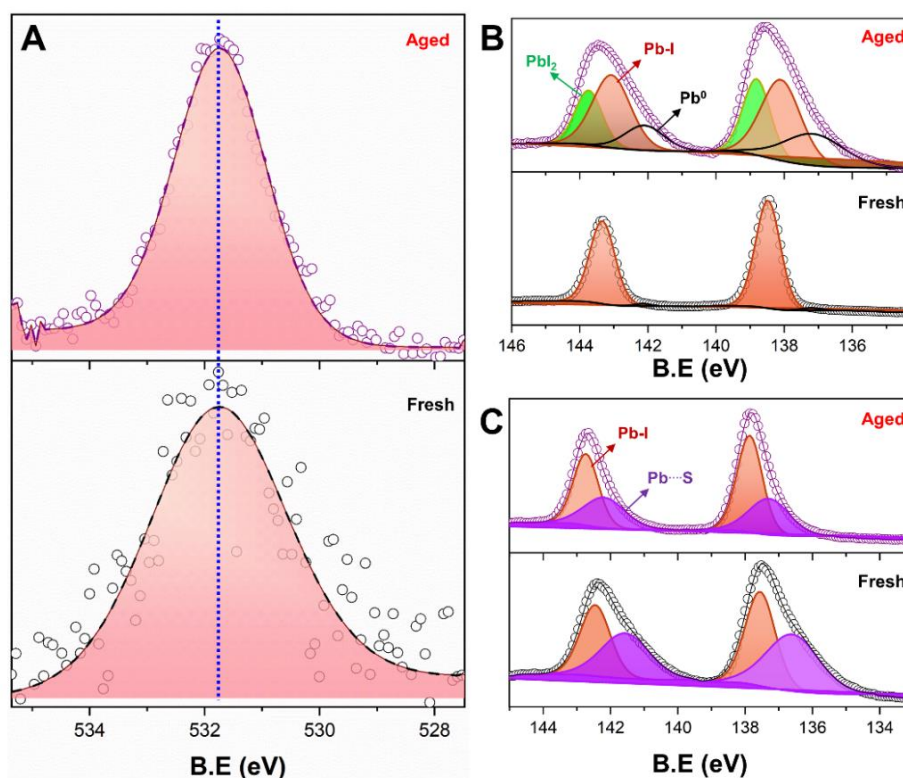 A
Aged
Fresh
534 532 530 528
B.E (eV)
B
Aged
PbI₂
Pb-I
Pb⁰
Fresh
146 144 142 140 138 136
B.E (eV)
C
Aged
Pb-I
Pb····S
Fresh
144 142 140 138 136 134
B.E (eV)